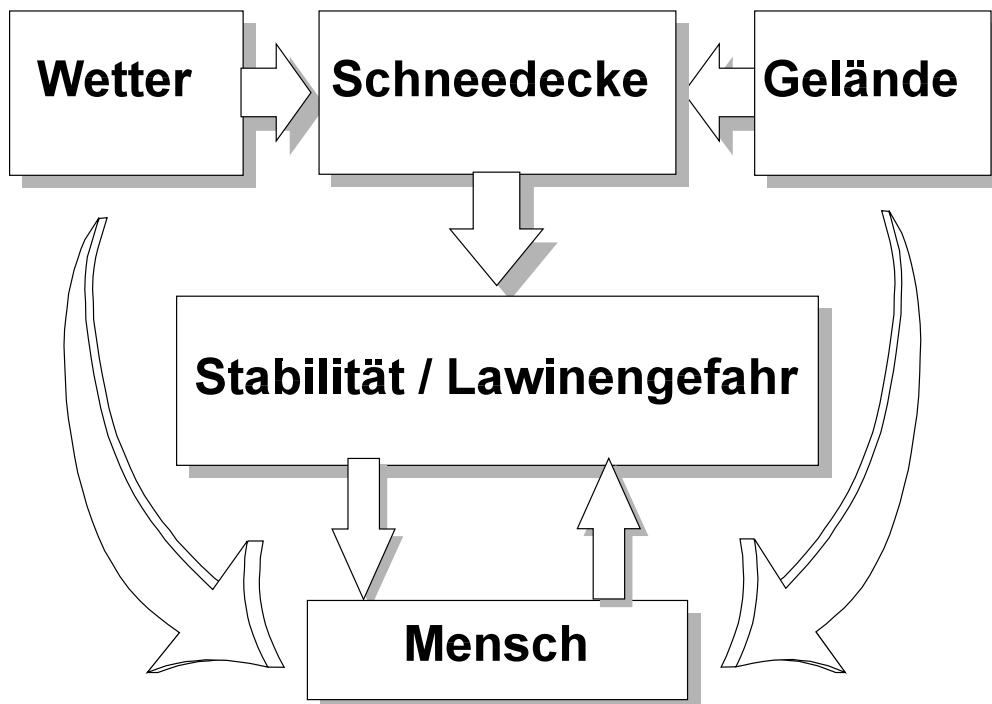 Wetter
Schneedecke
Gelände
Stabilität / Lawinengefahr
Mensch